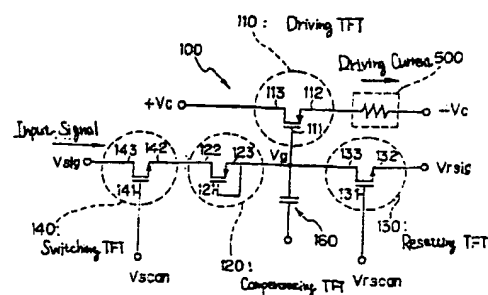 110: Driving TFT
100
Driving Current 500
113 112
+Vc
-Vc
111
Input Signal
Vsig
143 142 122 123
Vg
133 132
Vrsig
141 121 131
160
140:
Switching TFT
120:
Compensating TFT
130:
Resetting TFT
Vscan
Vrscan